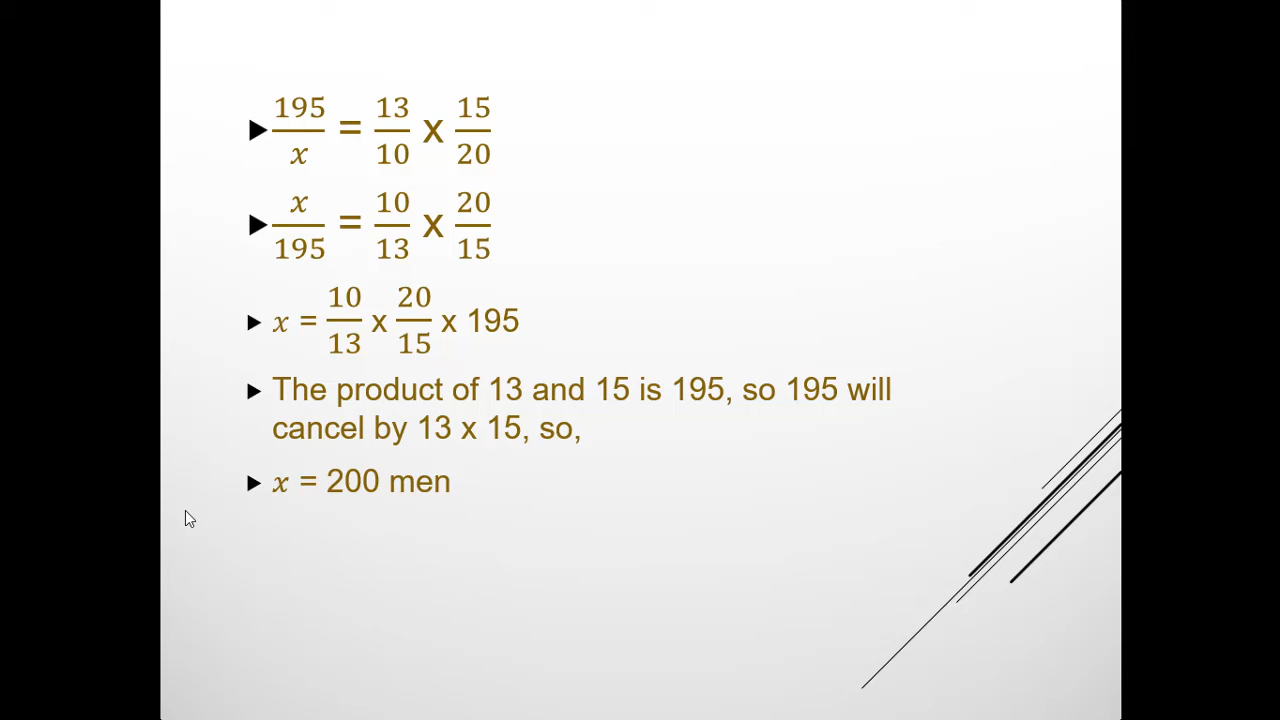 ▶ 195/x = 13/10 x 15/20
▶ x/195 = 10/13 x 20/15
▶ x = 10/13 x 20/15 x 195
▶ The product of 13 and 15 is 195, so 195 will
cancel by 13 x 15, so,
▶ x = 200 men